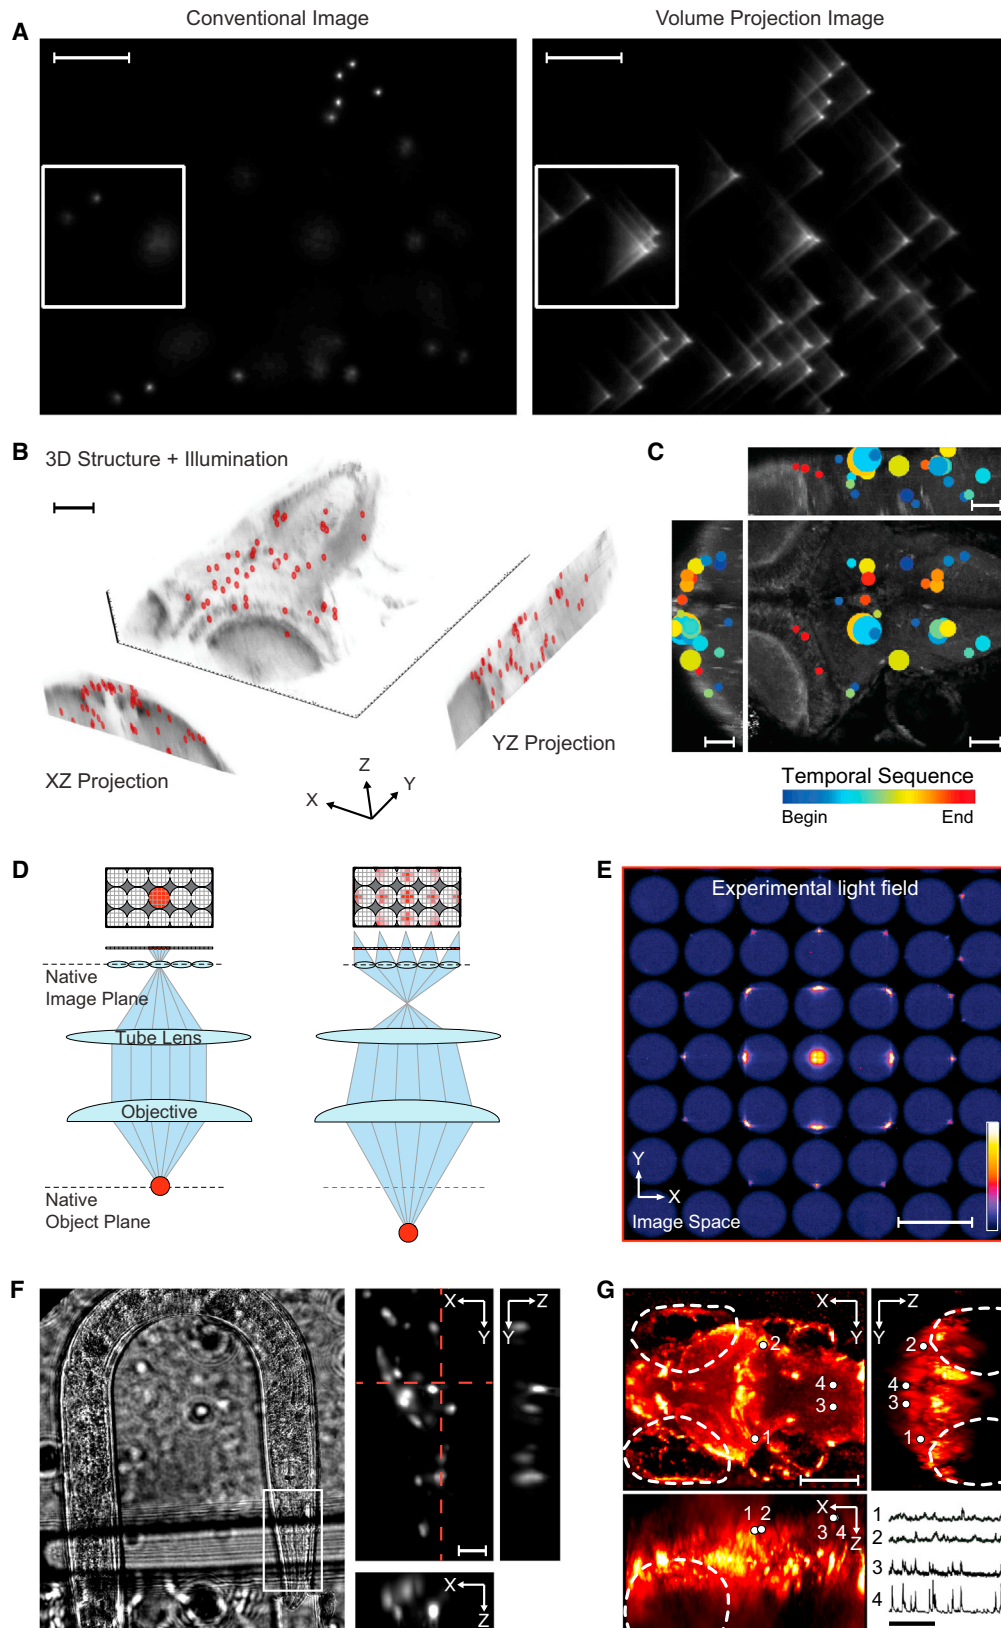 Conventional Image
Volume Projection Image
A
B
3D Structure + Illumination
XZ Projection
YZ Projection
X
Z
Y
C
Temporal Sequence
Begin
End
D
Native
Image Plane
Tube Lens
Objective
Native
Object Plane
E
Experimental light field
Y
X
Image Space
F
X
Y
Z
Y
X
Z
G
X
Y
2
4
3
1
Z
Y
2
4
3
1
X
Z
1 2
3 4
1
2
3
4